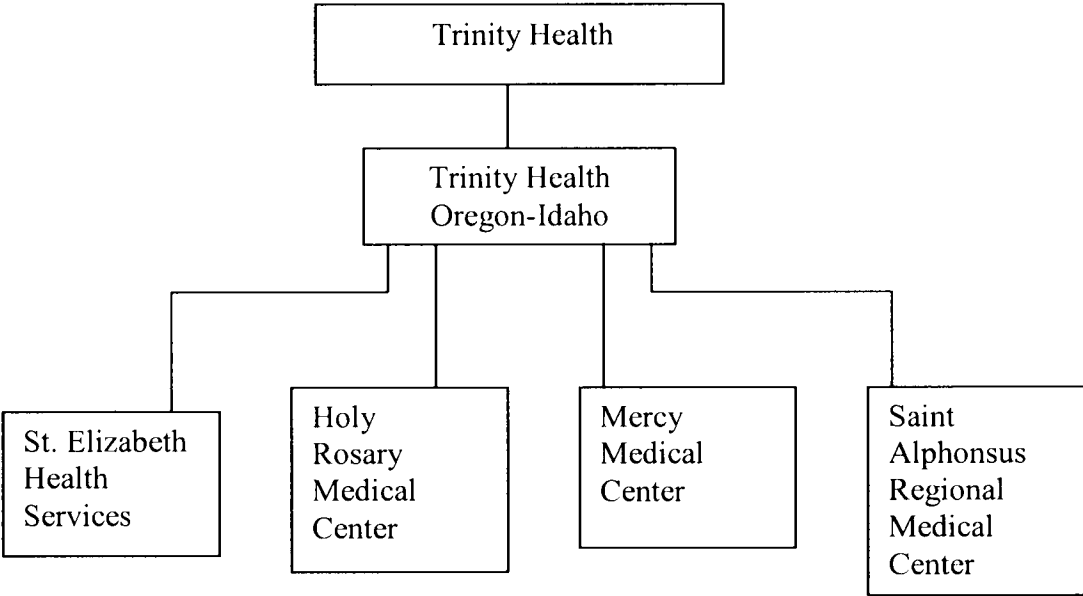 Trinity Health
Trinity Health
Oregon-Idaho
St. Elizabeth
Health
Services
Holy
Rosary
Medical
Center
Mercy
Medical
Center
Saint
Alphonsus
Regional
Medical
Center